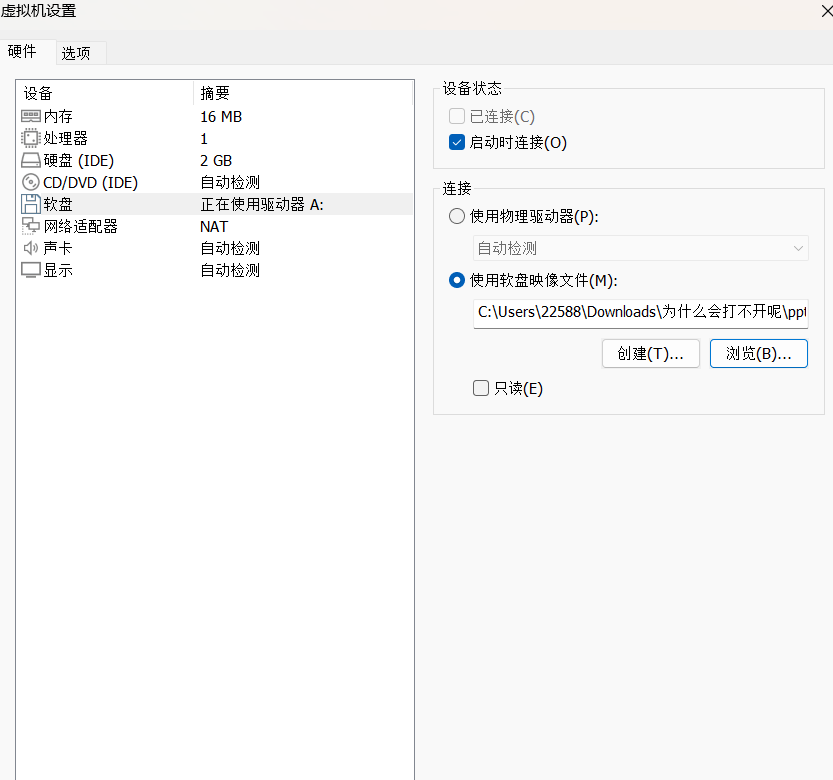 虚拟机设置
硬件 选项
设备 摘要
内存 16 MB
处理器 1
硬盘 (IDE) 2 GB
CD/DVD (IDE) 自动检测
软盘 正在使用驱动器 A:
网络适配器 NAT
声卡 自动检测
显示 自动检测
设备状态
已连接(C)
启动时连接(O)
连接
使用物理驱动器(P):
自动检测
使用软盘映像文件(M):
C:\Users\22588\Downloads\为什么会打不开呢\ppt
创建(T)...
浏览(B)...
只读(E)